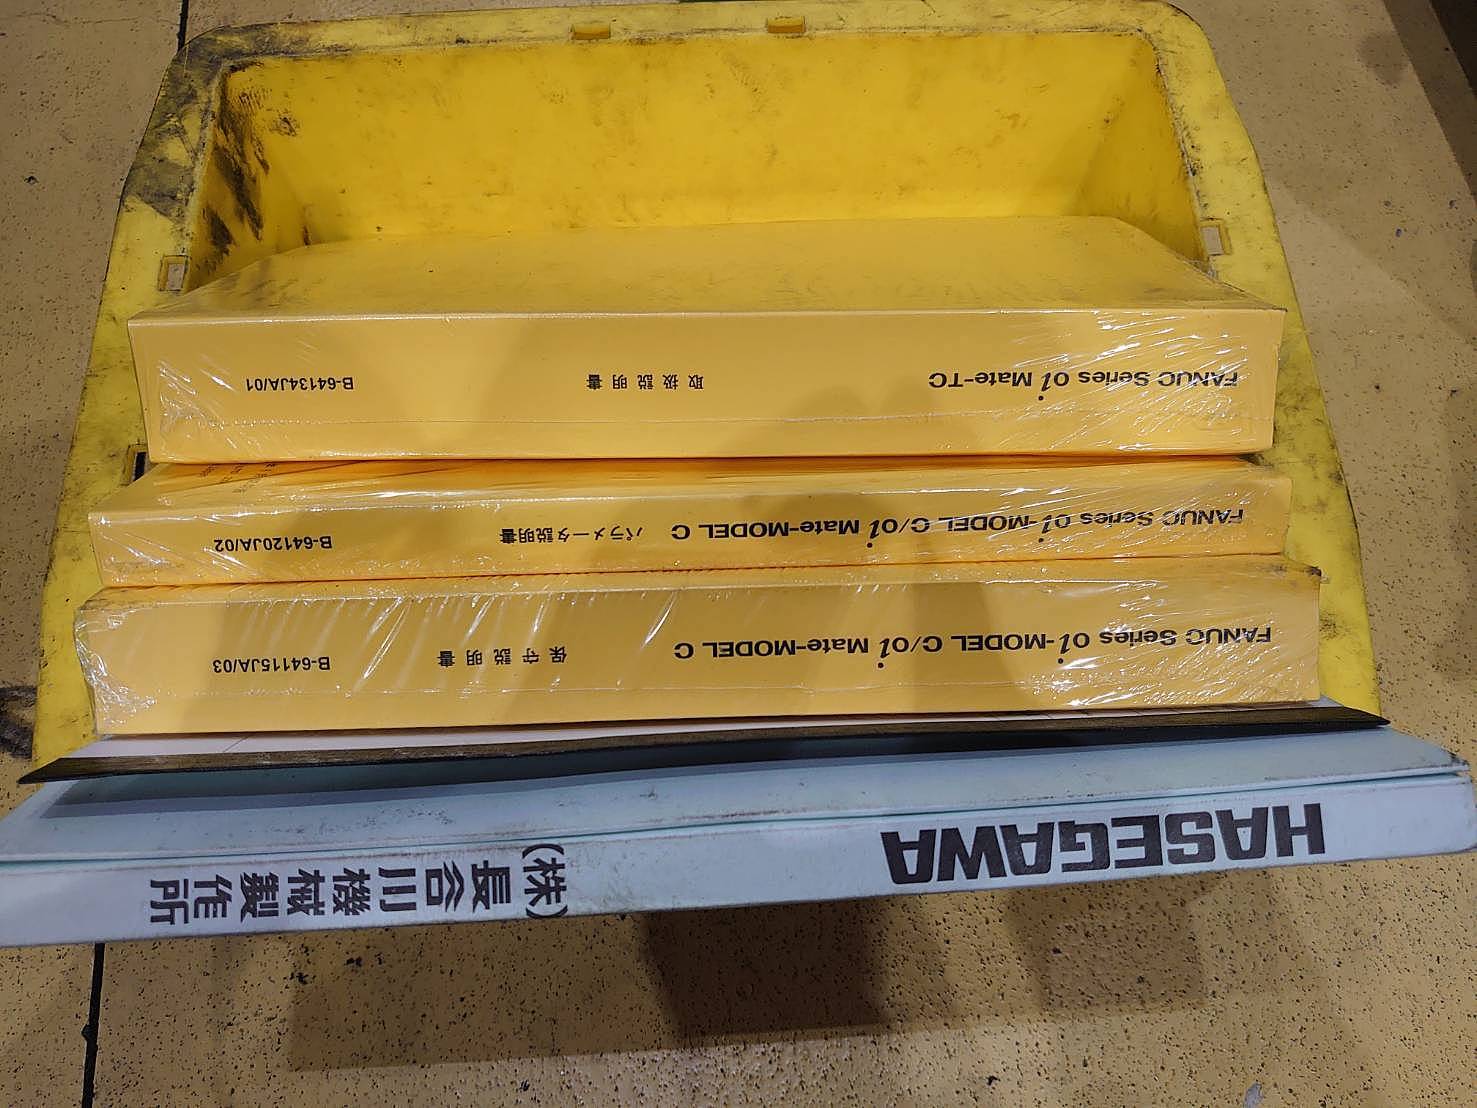 HASEGAWA (株)長谷川機械製作所
FANUC Series 0i-MODEL C/0i Mate-MODEL C 保守説明書 B-64115JA/03
FANUC Series 0i-MODEL C/0i Mate-MODEL C パラメータ説明書 B-64120JA/02
FANUC Series 0i Mate-TC 取扱説明書 B-64134JA/01